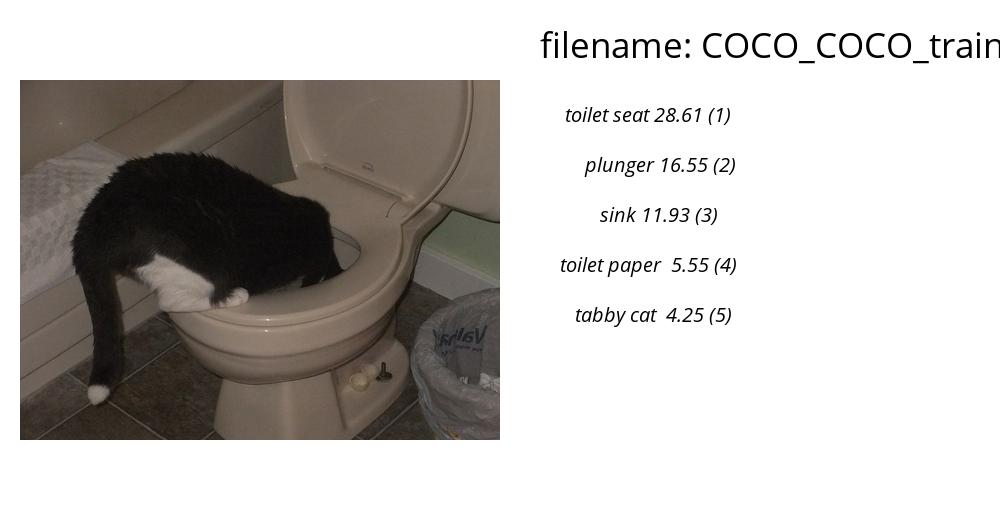 filename: COCO_COCO_train
toilet seat 28.61 (1)
plunger 16.55 (2)
sink 11.93 (3)
toilet paper 5.55 (4)
tabby cat 4.25 (5)